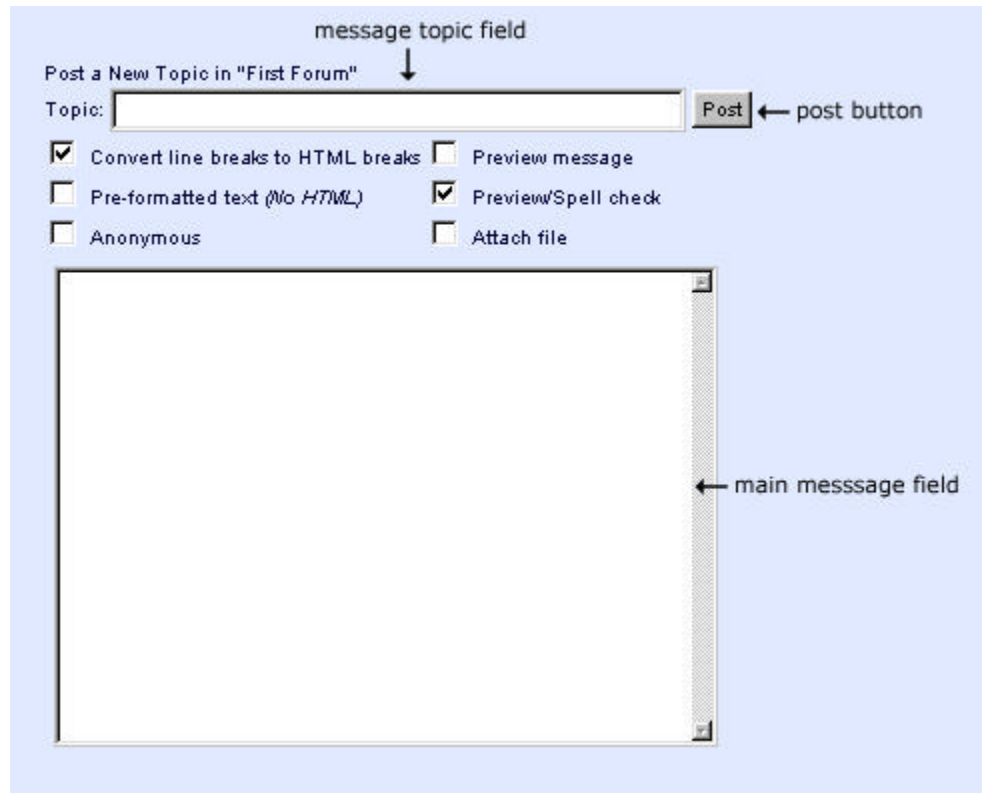 message topic field
Post a New Topic in "First Forum"
Topic: Post post button
Convert line breaks to HTML breaks Preview message
Pre-formatted text (No HTML) Preview/Spell check
Anonymous Attach file
main messsage field